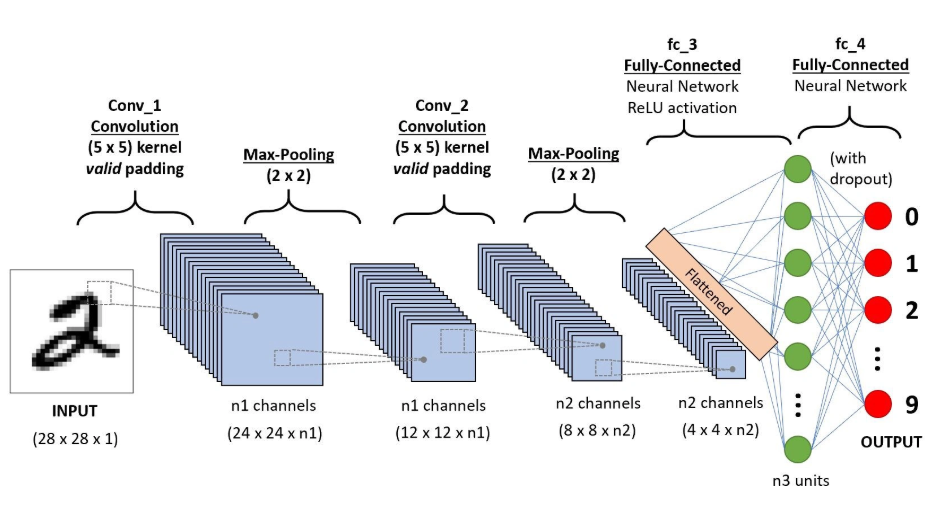 Conv_1
Convolution
(5 x 5) kernel
valid padding
Max-Pooling
(2 x 2)
Conv_2
Convolution
(5 x 5) kernel
valid padding
Max-Pooling
(2 x 2)
fc_3
Fully-Connected
Neural Network
ReLU activation
fc_4
Fully-Connected
Neural Network
(with
dropout)
Flattened
0
1
2
9
OUTPUT
2
INPUT
(28 x 28 x 1)
n1 channels
(24 x 24 x n1)
n1 channels
(12 x 12 x n1)
n2 channels
(8 x 8 x n2)
n2 channels
(4 x 4 x n2)
n3 units